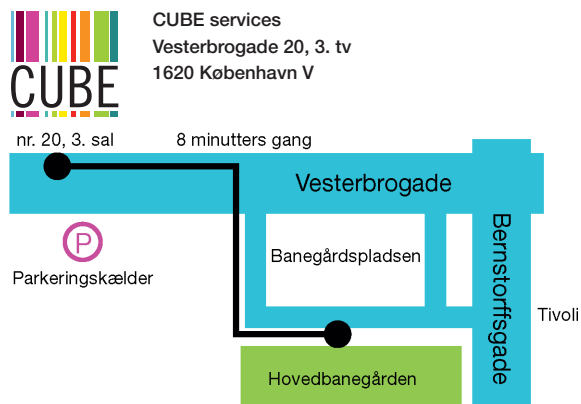 CUBE services
Vesterbrogade 20, 3. tv
1620 København V
CUBE
nr. 20, 3. sal
8 minutters gang
Vesterbrogade
P
Parkeringskælder
Banegårdspladsen
Bernstorffsgade
Tivoli
Hovedbanegården